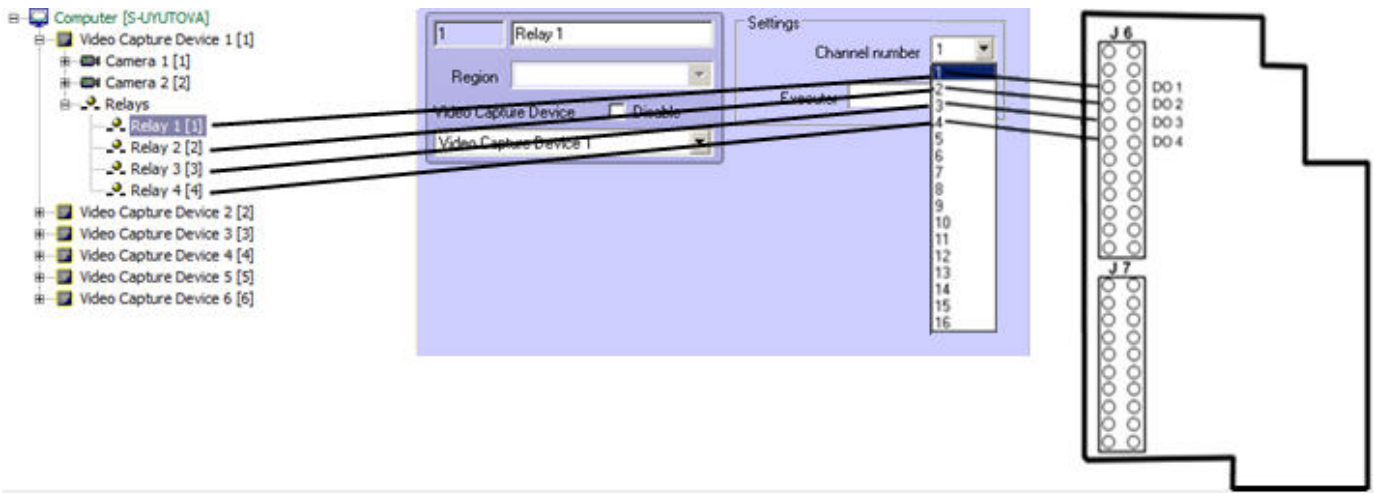 Computer [S-UYUTOVA]
Video Capture Device 1 [1]
Camera 1 [1]
Camera 2 [2]
Relays
Relay 1 [1]
Relay 2 [2]
Relay 3 [3]
Relay 4 [4]
Video Capture Device 2 [2]
Video Capture Device 3 [3]
Video Capture Device 4 [4]
Video Capture Device 5 [5]
Video Capture Device 6 [6]
1 Relay 1
Region
Video Capture Device Disable
Video Capture Device 1
Settings
Channel number 1
Executor
1
2
3
4
5
6
7
8
9
10
11
12
13
14
15
16
J 6
DO 1
DO 2
DO 3
DO 4
J 7